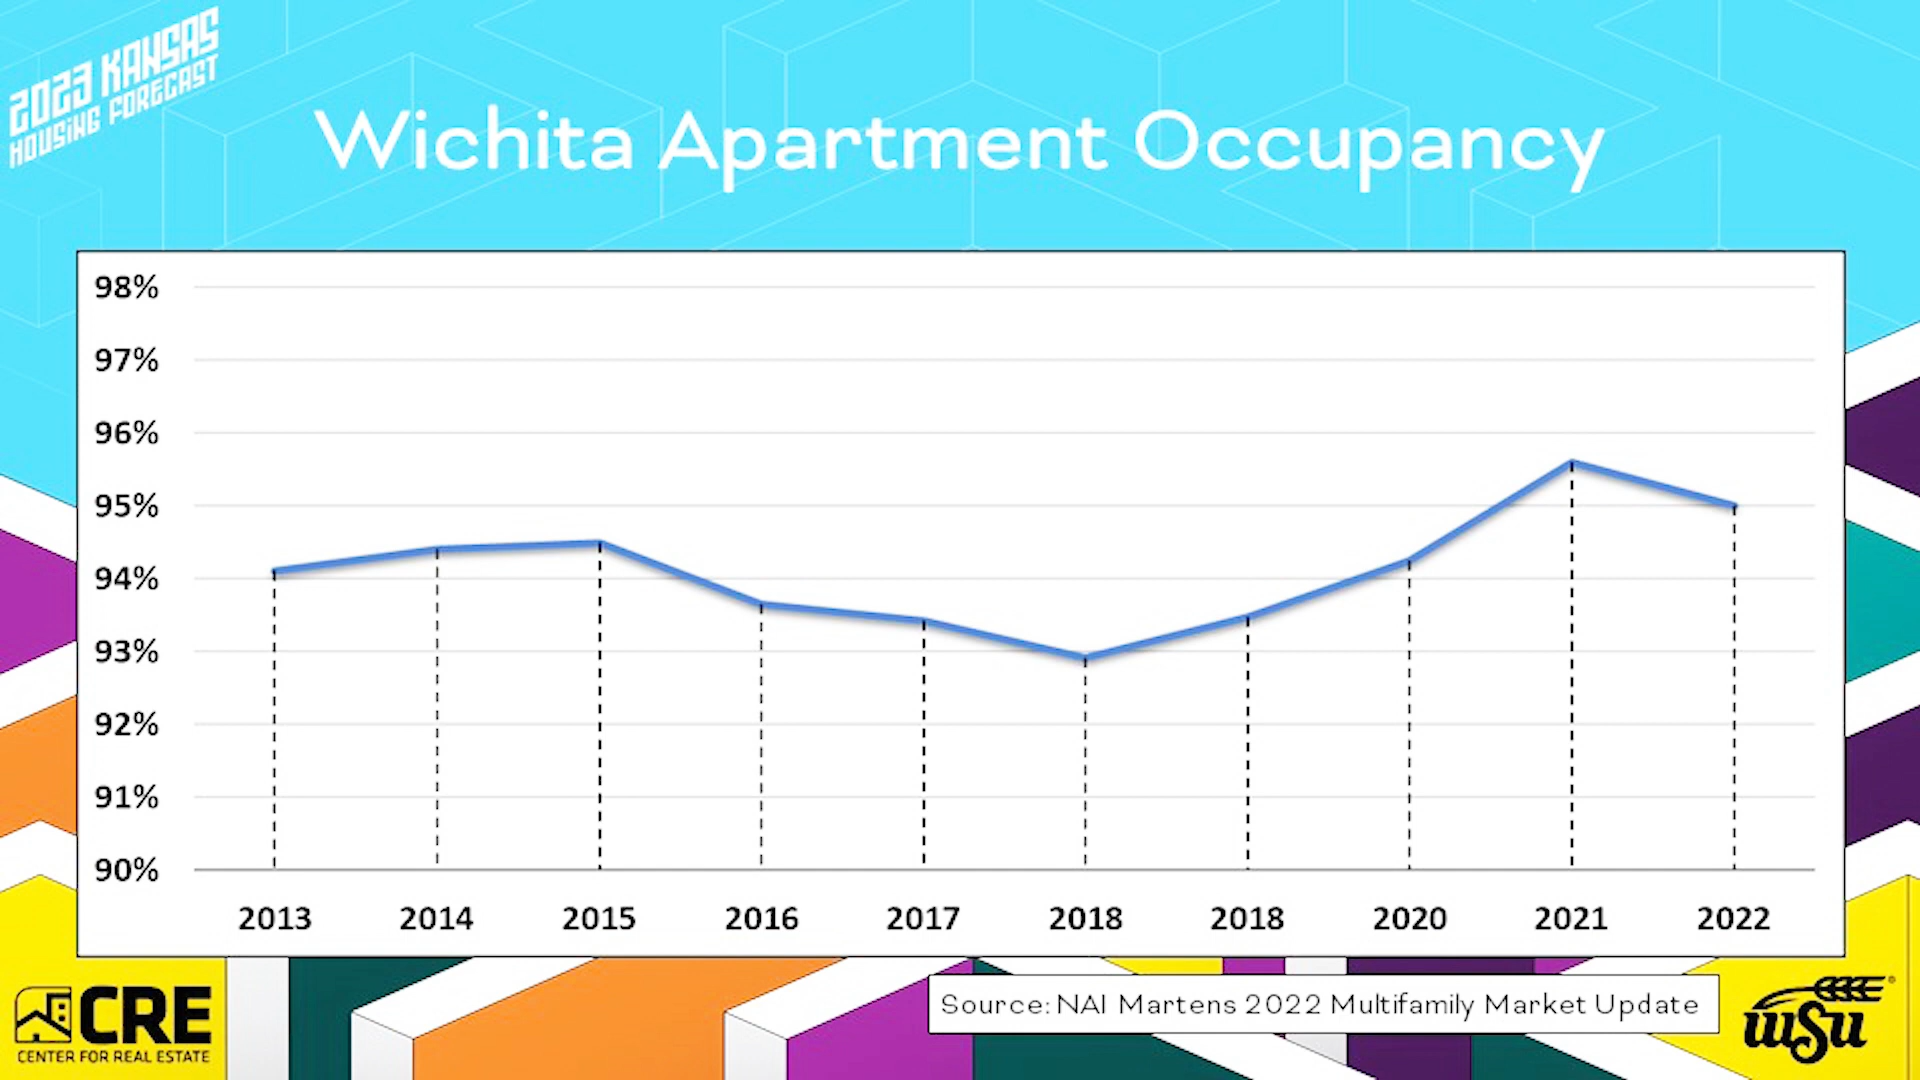 2023 KANSAS
HOUSING FORECAST
Wichita Apartment Occupancy
98%
97%
96%
95%
94%
93%
92%
91%
90%
2013 2014 2015 2016 2017 2018 2018 2020 2021 2022
Source: NAI Martens 2022 Multifamily Market Update
CRE
CENTER FOR REAL ESTATE
WSU